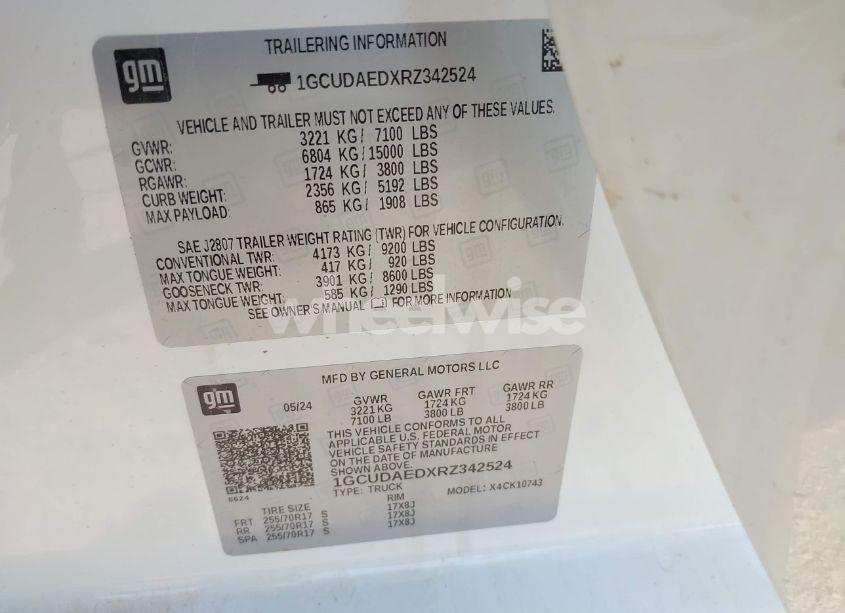 gm
TRAILERING INFORMATION
1GCUDAEDXRZ342524
VEHICLE AND TRAILER MUST NOT EXCEED ANY OF THESE VALUES.
GVWR: 3221 KG/ 7100 LBS
GCWR: 6804 KG/ 15000 LBS
RGAWR: 1724 KG/ 3800 LBS
CURB WEIGHT: 2356 KG/ 5192 LBS
MAX PAYLOAD: 865 KG/ 1908 LBS
SAE J2807 TRAILER WEIGHT RATING (TWR) FOR VEHICLE CONFIGURATION.
CONVENTIONAL TWR: 4173 KG/ 9200 LBS
MAX TONGUE WEIGHT: 417 KG/ 920 LBS
GOOSENECK TWR: 3901 KG/ 8600 LBS
MAX TONGUE WEIGHT: 585 KG/ 1290 LBS
SEE OWNER'S MANUAL FOR MORE INFORMATION
wheelwise
gm
MFD BY GENERAL MOTORS LLC
05/24 GVWR GAWR FRT GAWR RR
3221 KG 1724 KG 1724 KG
7100 LB 3800 LB 3800 LB
THIS VEHICLE CONFORMS TO ALL
APPLICABLE U.S. FEDERAL MOTOR
VEHICLE SAFETY STANDARDS IN EFFECT
ON THE DATE OF MANUFACTURE
SHOWN ABOVE.
1GCUDAEDXRZ342524
TYPE: TRUCK MODEL: X4CK10743
6624
TIRE SIZE RIM
FRT 255/70R17 S 17X8J
RR 255/70R17 S 17X8J
SPA 255/70R17 S 17X8J